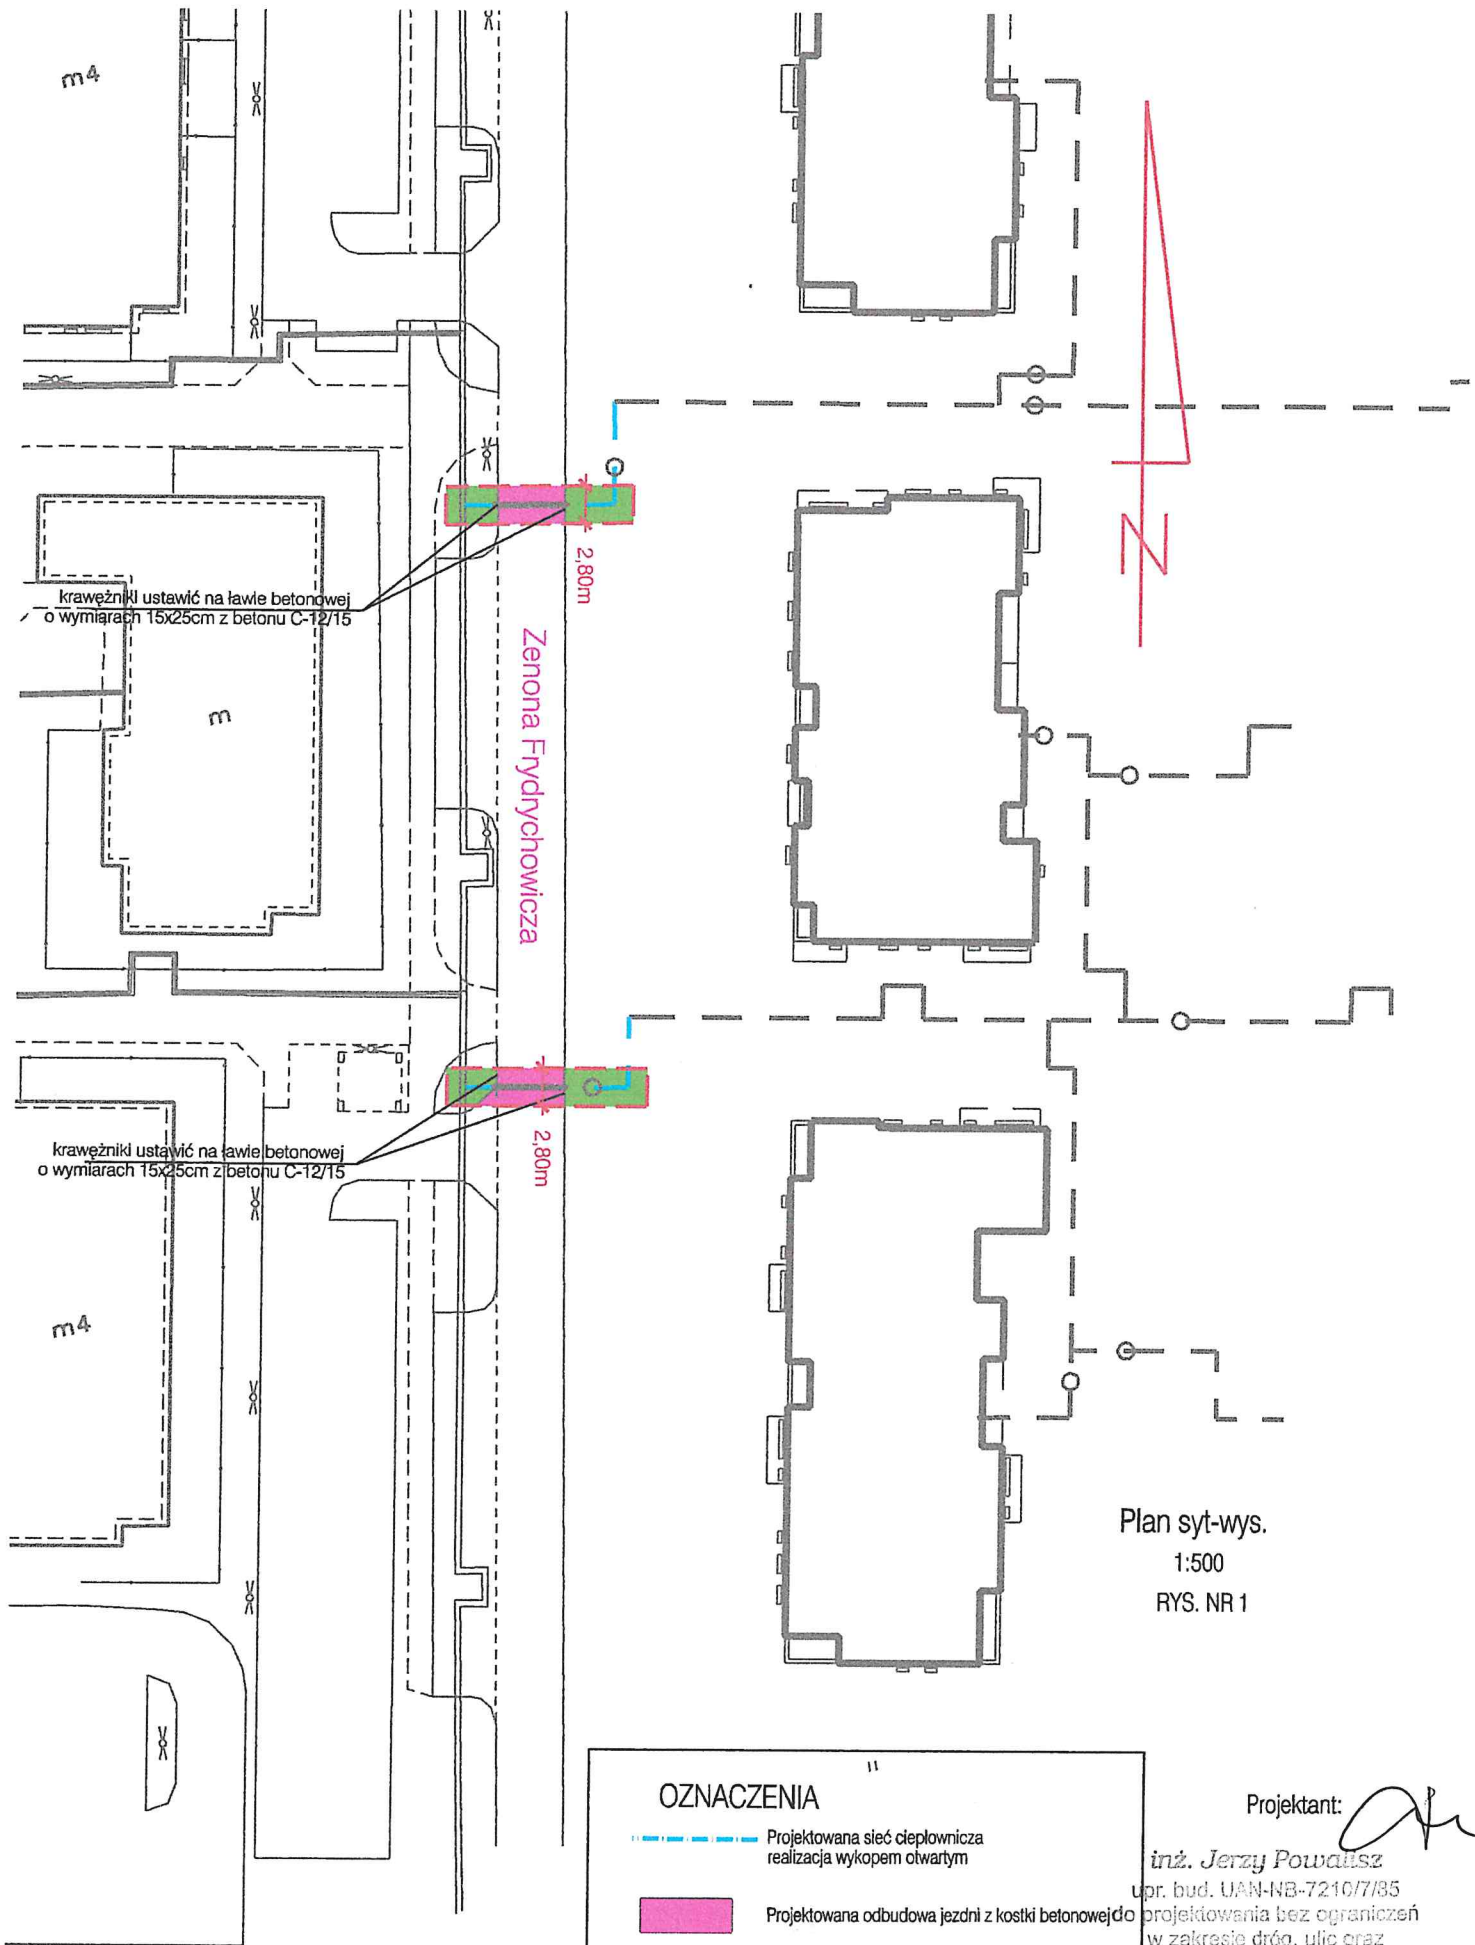 m4
2,80m
krawężniki ustawić na ławie betonowej
o wymiarach 15x25cm z betonu C-12/15
N
m
Zenona Frydrychowicza
2,80m
krawężniki ustawić na ławie betonowej
o wymiarach 15x25cm z betonu C-12/15
m4
Plan syt-wys.
1:500
RYS. NR 1
OZNACZENIA
Projektowana sieć ciepłownicza
realizacja wykopem otwartym
Projektowana odbudowa jezdni z kostki betonowej
Projektant:
inż. Jerzy Powalisz
upr. bud. UAN-NB-7210/7/85
do projektowania bez ograniczeń
w zakresie dróg, ulic oraz